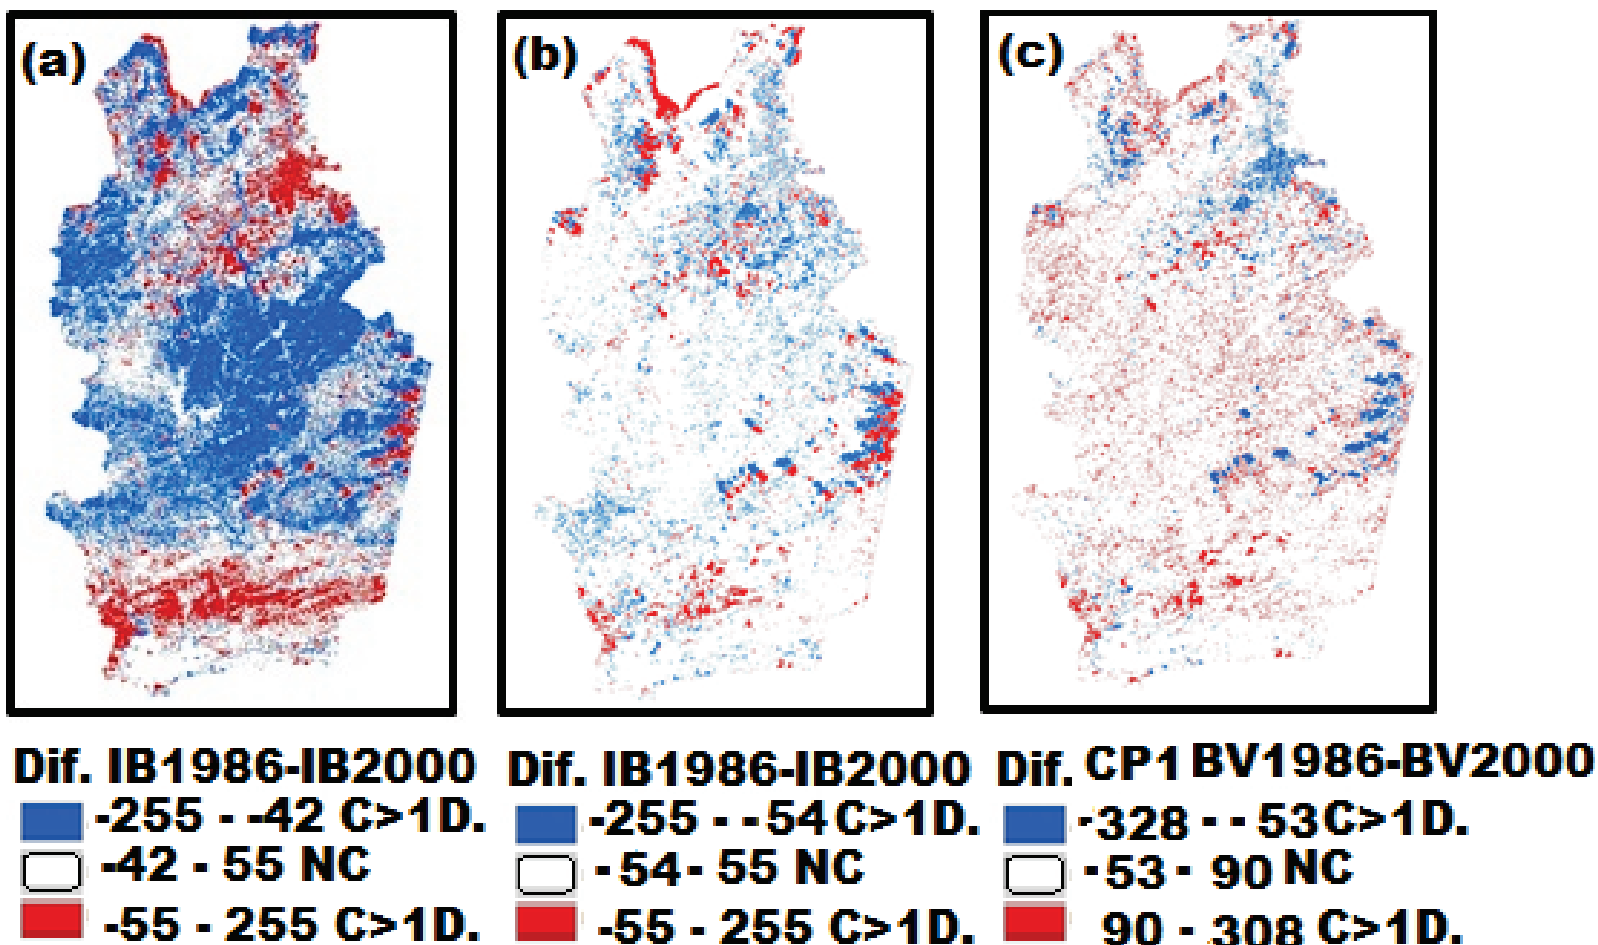 (a)
(b)
(c)
Dif. IB1986-IB2000
-255 - -42 C>1D.
-42 - 55 NC
-55 - 255 C>1D.
Dif. IB1986-IB2000
-255 - -54 C>1D.
-54 - 55 NC
-55 - 255 C>1D.
Dif. CP1 BV1986-BV2000
-328 - -53 C>1D.
-53 - 90 NC
90 - 308 C>1D.